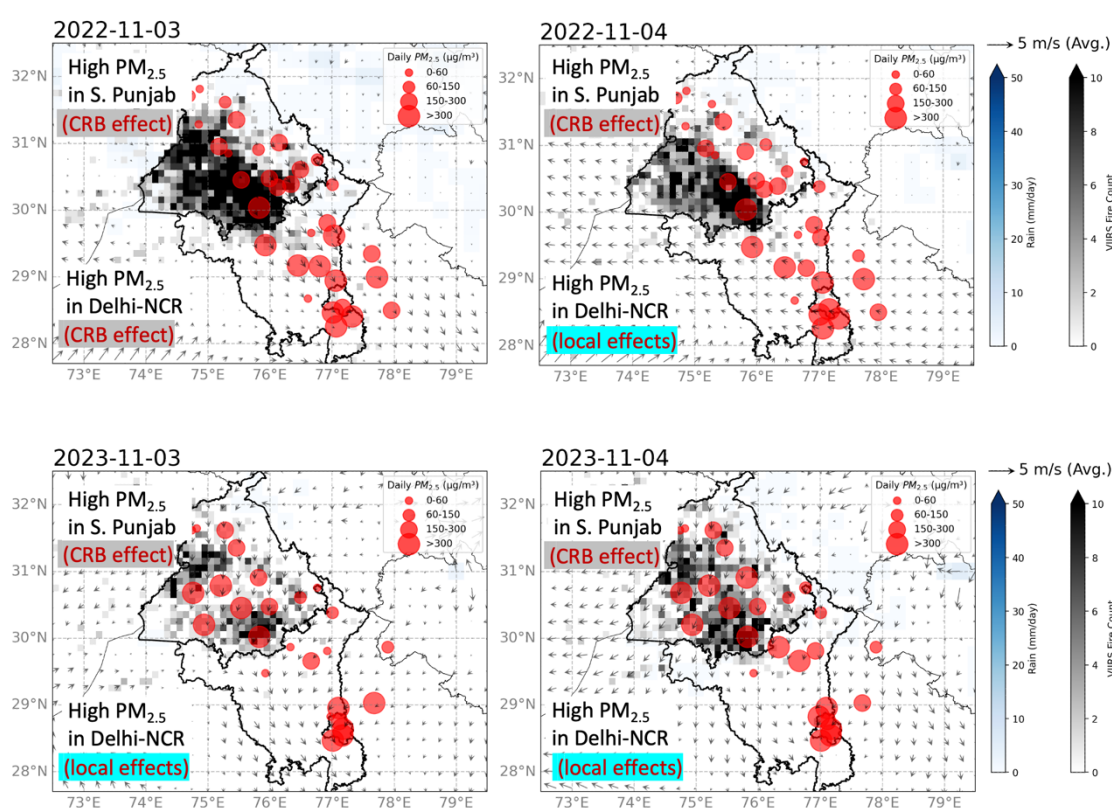 2022-11-03
High PM2.5
in S. Punjab
(CRB effect)
High PM2.5
in Delhi-NCR
(CRB effect)
Daily PM2.5 (µg/m³)
0-60
60-150
150-300
>300
32°N
31°N
30°N
29°N
28°N
73°E 74°E 75°E 76°E 77°E 78°E 79°E
2022-11-04
High PM2.5
in S. Punjab
(CRB effect)
High PM2.5
in Delhi-NCR
(local effects)
Daily PM2.5 (µg/m³)
0-60
60-150
150-300
>300
32°N
31°N
30°N
29°N
28°N
73°E 74°E 75°E 76°E 77°E 78°E 79°E
5 m/s (Avg.)
50
40
30
20
10
0
Rain (mm/day)
10
8
6
4
2
0
VIIRS Fire Count
2023-11-03
High PM2.5
in S. Punjab
(CRB effect)
High PM2.5
in Delhi-NCR
(local effects)
Daily PM2.5 (µg/m³)
0-60
60-150
150-300
>300
32°N
31°N
30°N
29°N
28°N
73°E 74°E 75°E 76°E 77°E 78°E 79°E
2023-11-04
High PM2.5
in S. Punjab
(CRB effect)
High PM2.5
in Delhi-NCR
(local effects)
Daily PM2.5 (µg/m³)
0-60
60-150
150-300
>300
32°N
31°N
30°N
29°N
28°N
73°E 74°E 75°E 76°E 77°E 78°E 79°E
5 m/s (Avg.)
50
40
30
20
10
0
Rain (mm/day)
10
8
6
4
2
0
VIIRS Fire Count